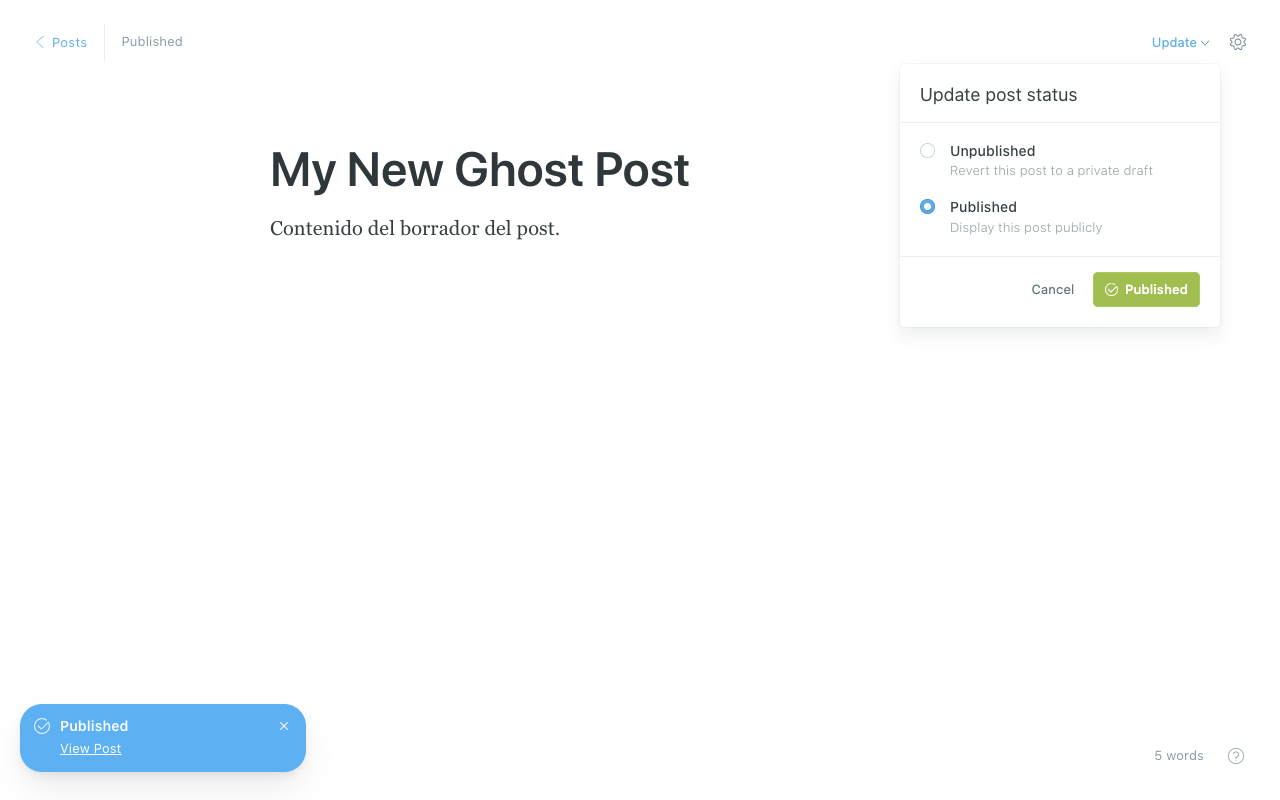 Posts
Published
Update
Update post status
Unpublished
Revert this post to a private draft
Published
Display this post publicly
Cancel
Published
My New Ghost Post
Contenido del borrador del post.
Published
View Post
5 words